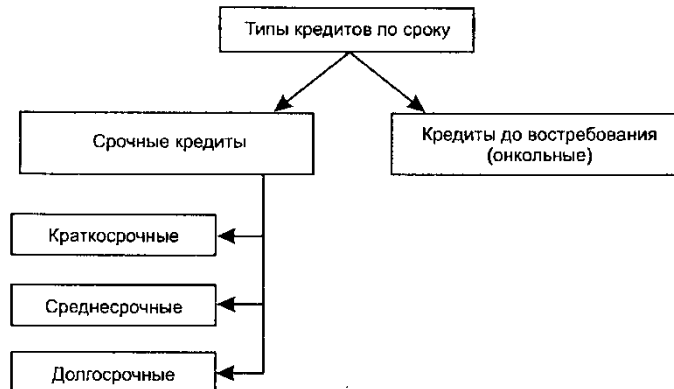 Типы кредитов по сроку
Срочные кредиты
Кредиты до востребования
(онкольные)
Краткосрочные
Среднесрочные
Долгосрочные